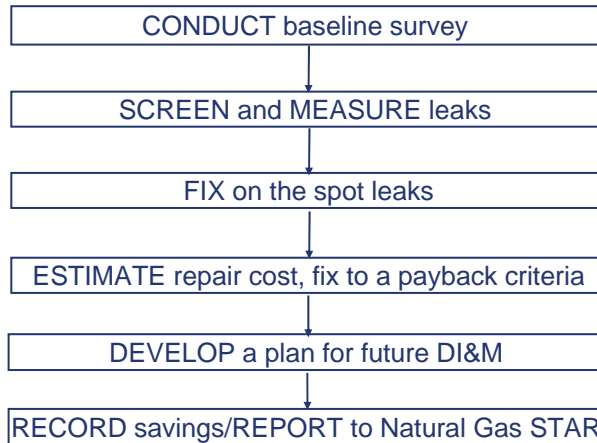 CONDUCT baseline survey
SCREEN and MEASURE leaks
FIX on the spot leaks
ESTIMATE repair cost, fix to a payback criteria
DEVELOP a plan for future DI&M
RECORD savings/REPORT to Natural Gas STAR